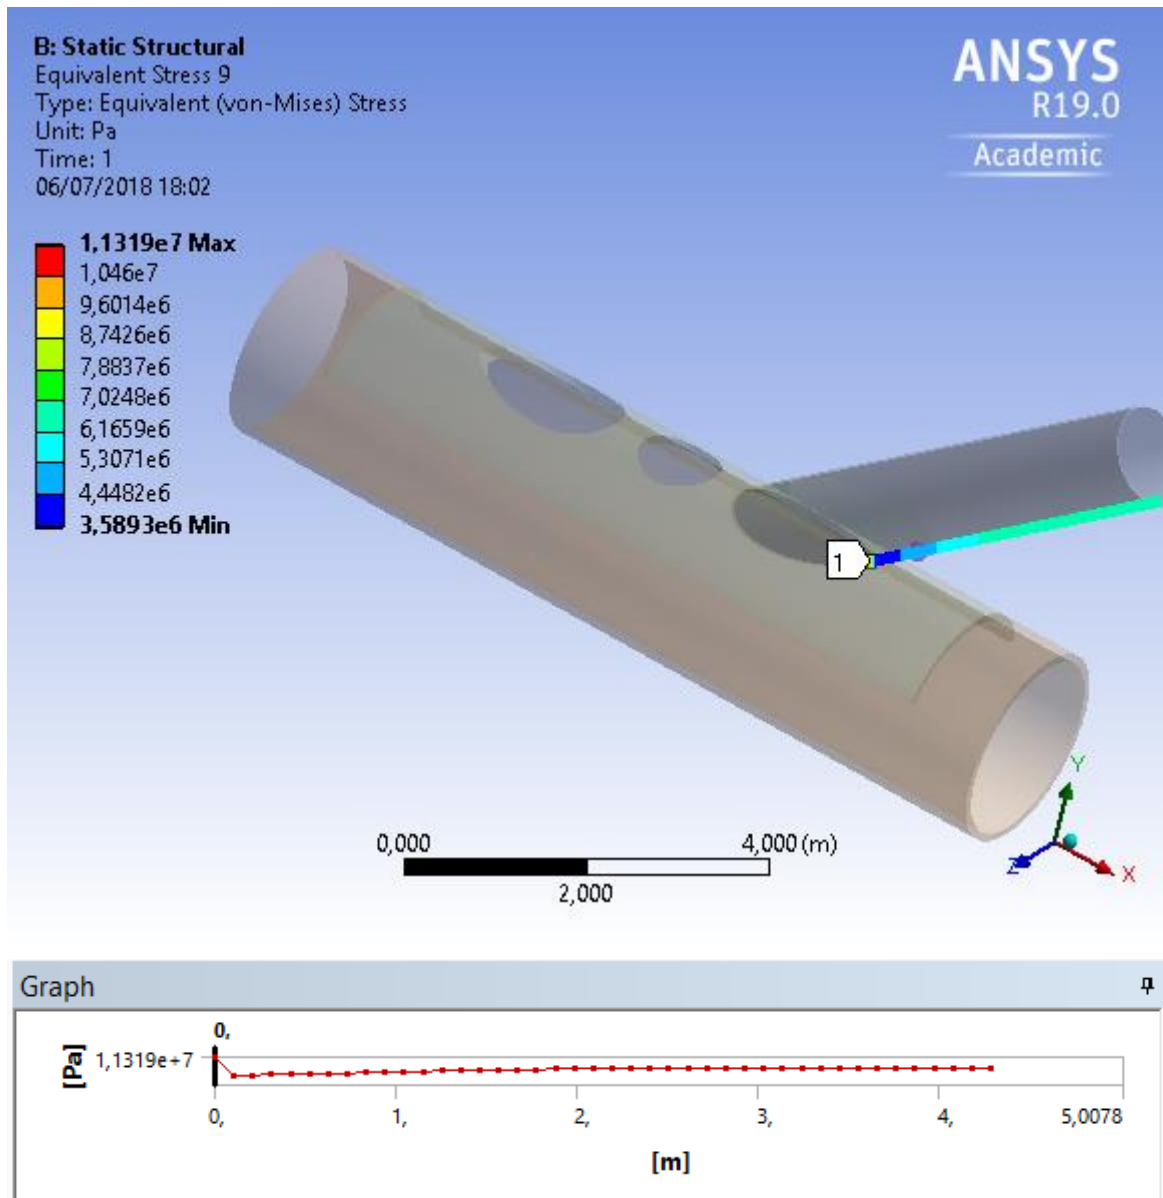 B: Static Structural
Equivalent Stress 9
Type: Equivalent (von-Mises) Stress
Unit: Pa
Time: 1
06/07/2018 18:02
ANSYS
R19.0
Academic
1,1319e7 Max
1,046e7
9,6014e6
8,7426e6
7,8837e6
7,0248e6
6,1659e6
5,3071e6
4,4482e6
3,5893e6 Min
1
Y
Z
X
0,000
4,000 (m)
2,000
Graph
0,
[Pa]
1,1319e+7
0,
1,
2,
3,
4,
5,0078
[m]